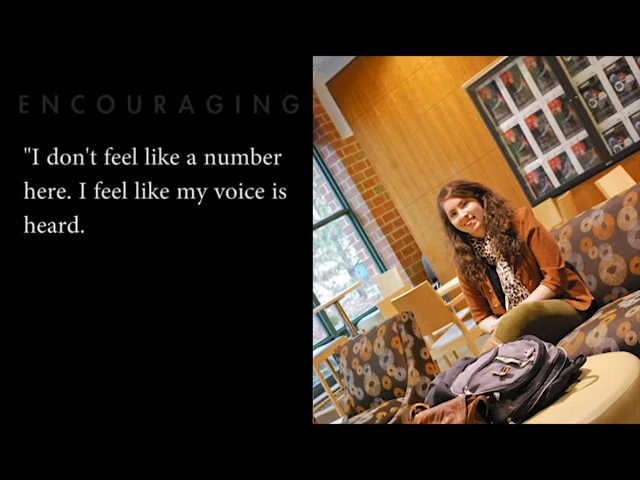 ENCOURAGING
"I don't feel like a number
here. I feel like my voice is
heard.